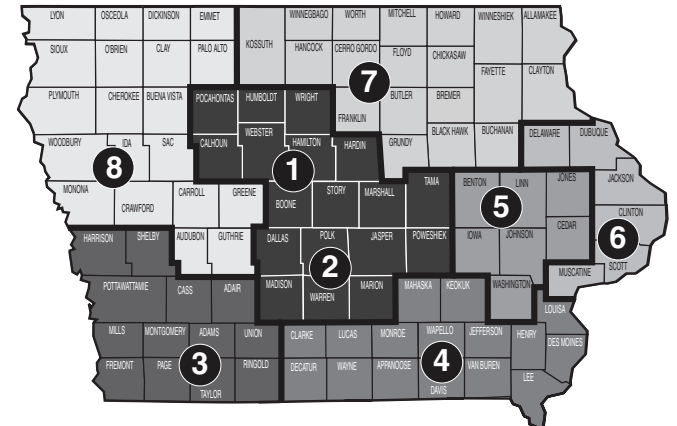 LYON OSCEOLA DICKINSON EMMET WINNEGBAGO WORTH MITCHELL HOWARD WINNESHIEK ALLAMAKEE
KOSSUTH
SIOUX O'BRIEN CLAY PALO ALTO HANCOCK CERRO GORDO FLOYD CHICKASAW
FAYETTE CLAYTON
7
PLYMOUTH CHEROKEE BUENA VISTA POCAHONTAS HUMBOLDT WRIGHT FRANKLIN BUTLER BREMER
WEBSTER
WOODBURY IDA SAC CALHOUN HAMILTON HARDIN GRUNDY BLACK HAWK BUCHANAN DELAWARE DUBUQUE
8 1
MONONA CRAWFORD CARROLL GREENE BOONE STORY MARSHALL TAMA BENTON LINN JONES JACKSON
5
CLINTON
HARRISON SHELBY AUDUBON GUTHRIE DALLAS POLK JASPER POWESHIEK IOWA JOHNSON CEDAR
6
SCOTT
2
MUSCATINE
POTTAWATTAMIE CASS ADAIR MADISON WARREN MARION MAHASKA KEOKUK WASHINGTON
LOUISA
MILLS MONTGOMERY ADAMS UNION CLARKE LUCAS MONROE WAPELLO JEFFERSON HENRY DES MOINES
3 4
FREMONT PAGE TAYLOR RINGOLD DECATUR WAYNE APPANOOSE DAVIS VAN BUREN LEE